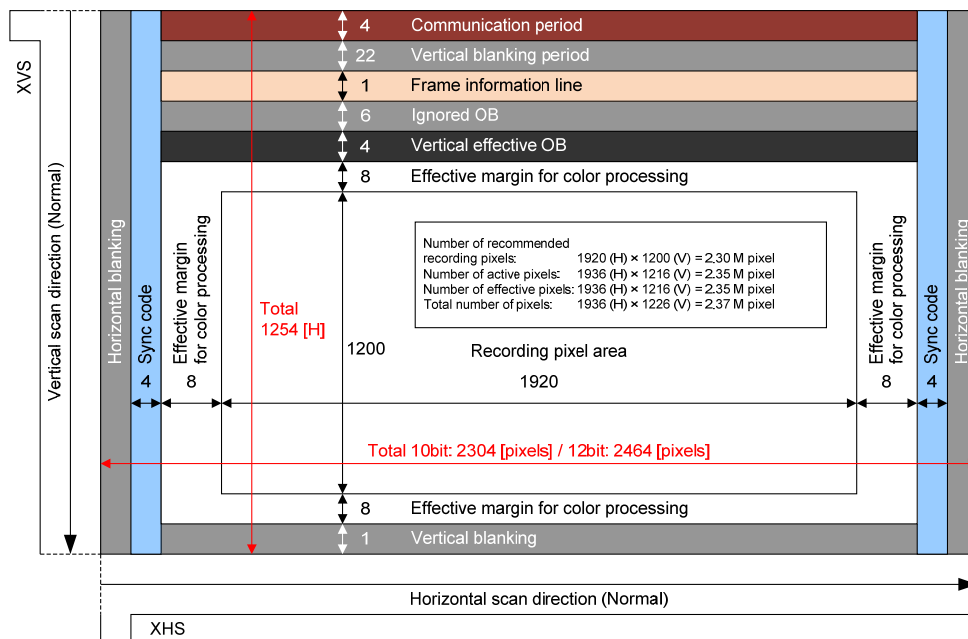 XVS
Vertical scan direction (Normal)
Horizontal blanking
Sync code
4
4 Communication period
22 Vertical blanking period
1 Frame information line
6 Ignored OB
4 Vertical effective OB
8 Effective margin for color processing
Effective margin
for color processing
8
Total
1254 [H]
Number of recommended
recording pixels: 1920 (H) × 1200 (V) = 2.30 M pixel
Number of active pixels: 1936 (H) × 1216 (V) = 2.35 M pixel
Number of effective pixels: 1936 (H) × 1216 (V) = 2.35 M pixel
Total number of pixels: 1936 (H) × 1226 (V) = 2.37 M pixel
1200
Recording pixel area
1920
Effective margin
for color processing
8
Sync code
4
Horizontal blanking
Total 10bit: 2304 [pixels] / 12bit: 2464 [pixels]
8 Effective margin for color processing
1 Vertical blanking
Horizontal scan direction (Normal)
XHS